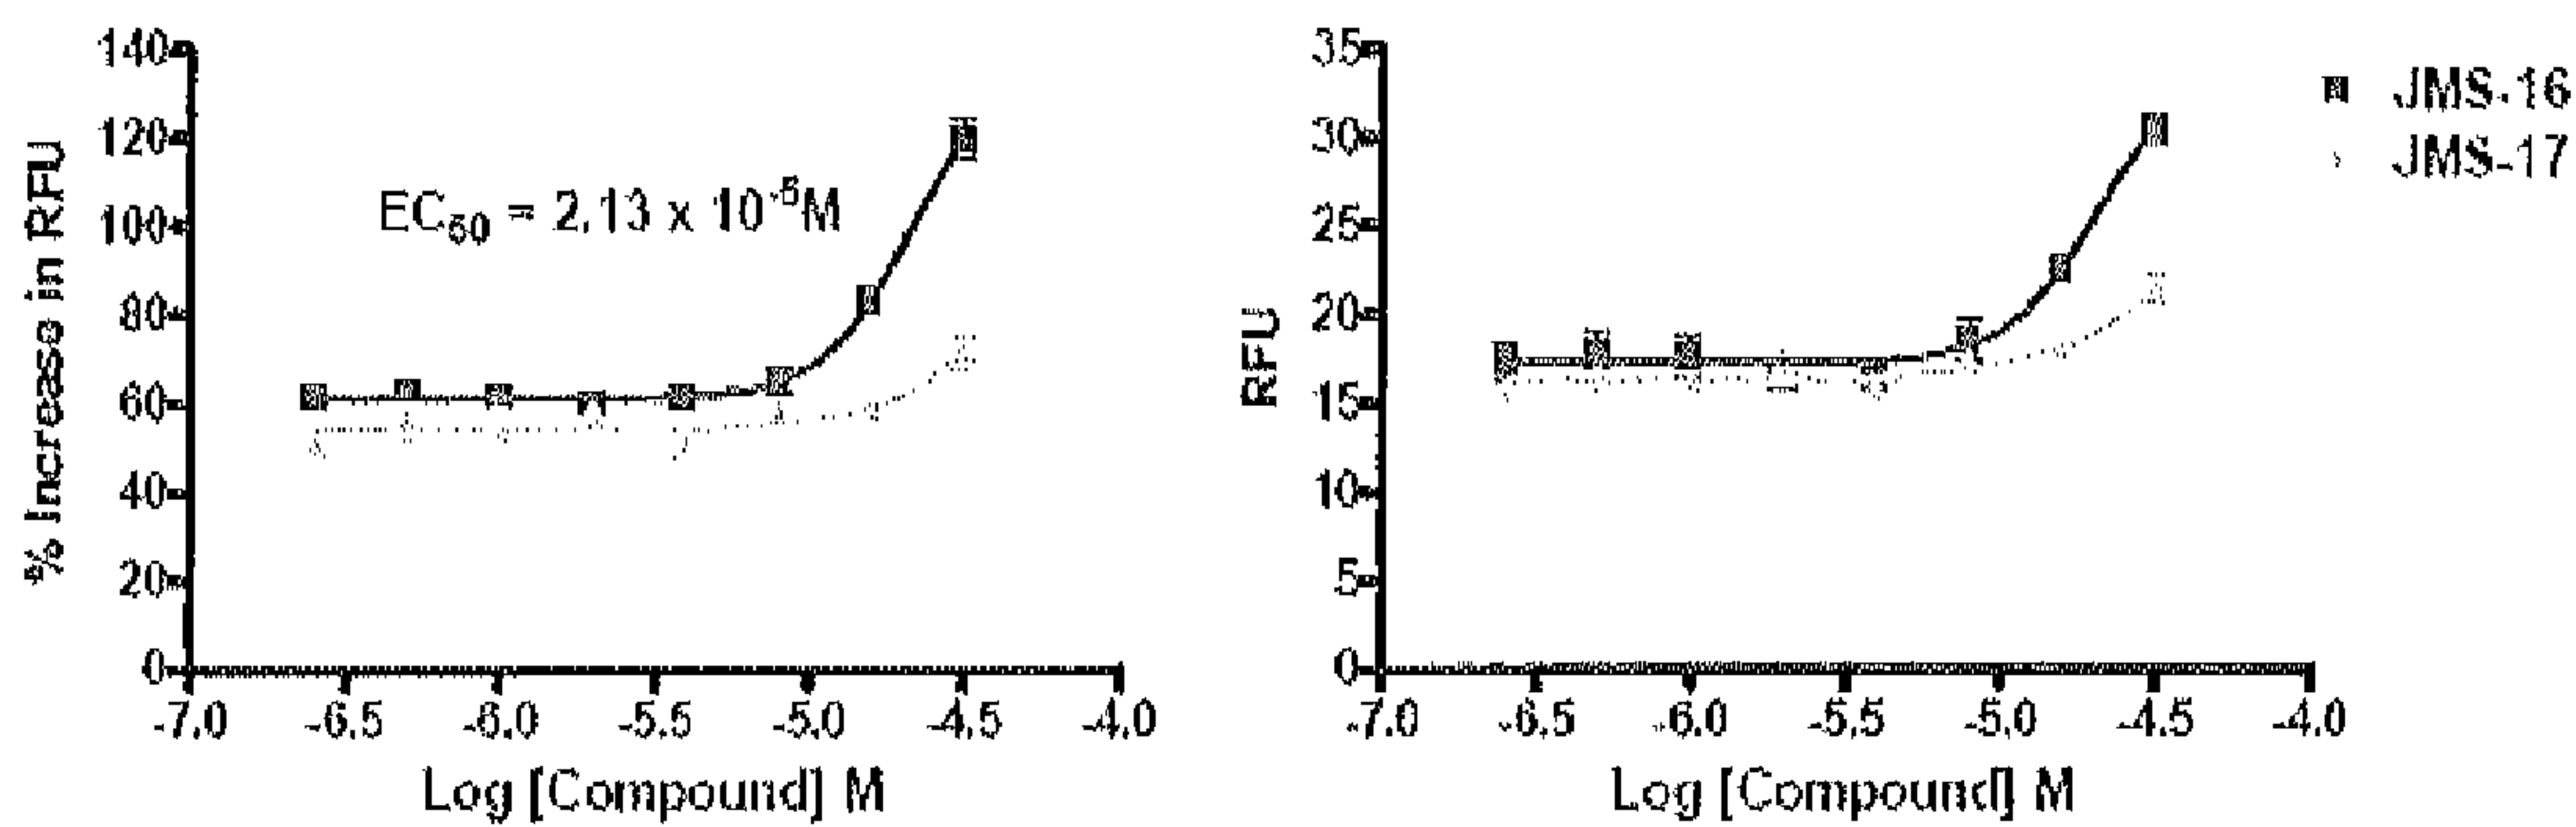 % Increase in RFU
140
120
100
80
60
40
20
0
EC50 = 2.13 x 10-5M
-7.0 -6.5 -6.0 -5.5 -5.0 -4.5 -4.0
Log [Compound] M
RFU
35
30
25
20
15
10
5
0
-7.0 -6.5 -6.0 -5.5 -5.0 -4.5 -4.0
Log [Compound] M
JMS-16
JMS-17